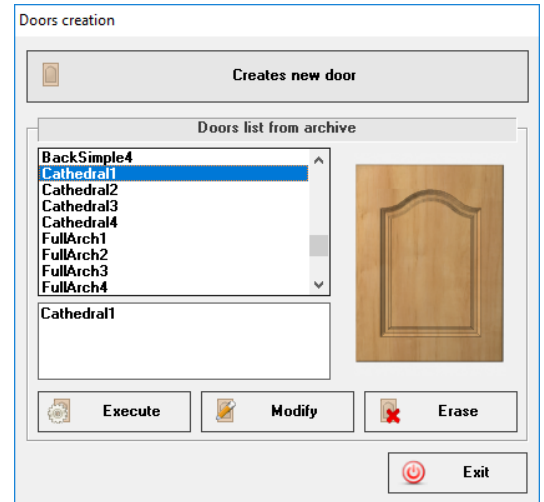 Doors creation
Creates new door
Doors list from archive
BackSimple4
Cathedral1
Cathedral2
Cathedral3
Cathedral4
FullArch1
FullArch2
FullArch3
FullArch4
Cathedral1
Execute
Modify
Erase
Exit